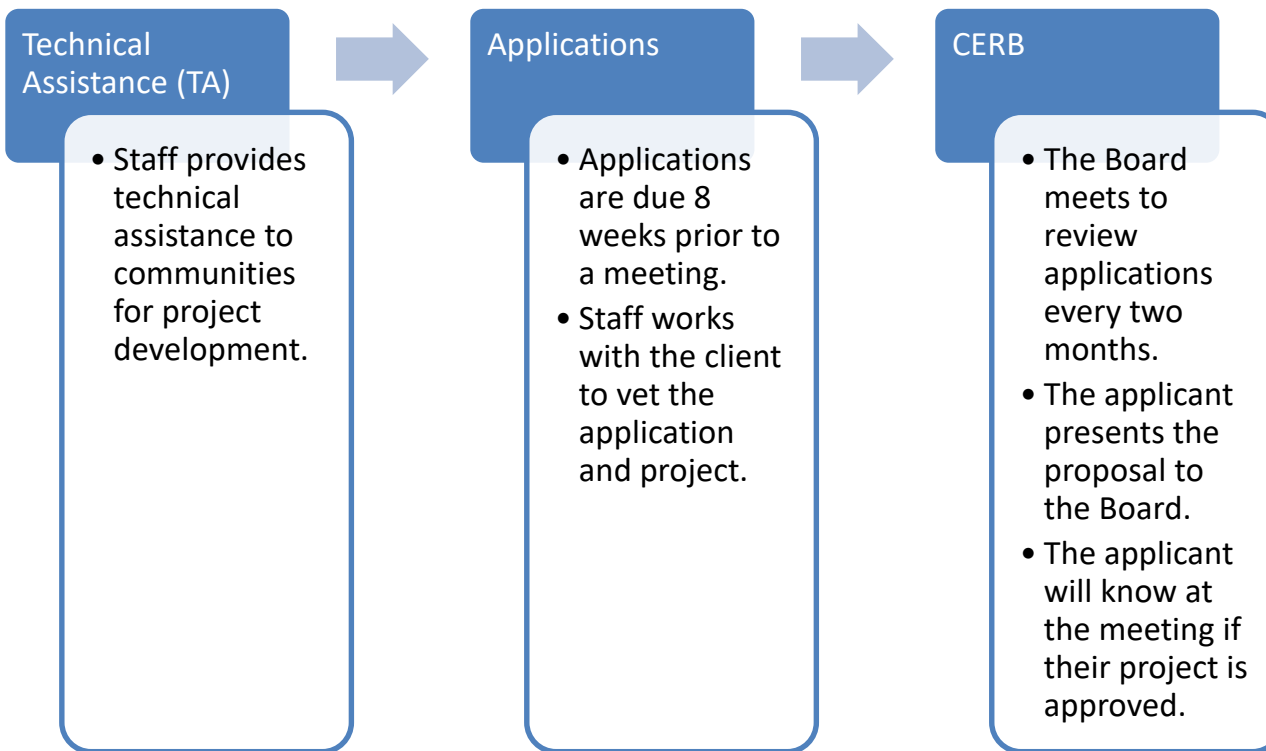 Technical
Assistance (TA)
• Staff provides
technical
assistance to
communities
for project
development.
Applications
• Applications
are due 8
weeks prior to
a meeting.
• Staff works
with the client
to vet the
application
and project.
CERB
• The Board
meets to
review
applications
every two
months.
• The applicant
presents the
proposal to
the Board.
• The applicant
will know at
the meeting if
their project is
approved.